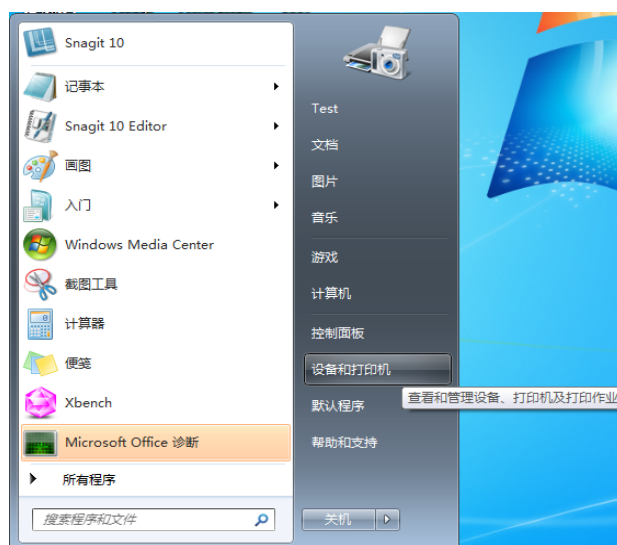 Snagit 10
记事本
Snagit 10 Editor
画图
入门
Windows Media Center
截图工具
计算器
便笺
Xbench
Microsoft Office 诊断
所有程序
搜索程序和文件
Test
文档
图片
音乐
游戏
计算机
控制面板
设备和打印机
查看和管理设备、打印机及打印作业
默认程序
帮助和支持
关机